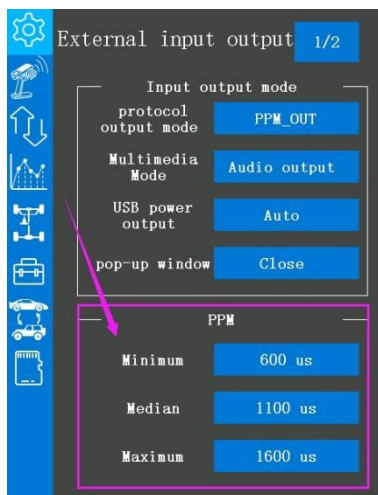 External input output 1/2
Input output mode
protocol
output mode
PPM_OUT
Multimedia
Mode
Audio output
USB power
output
Auto
pop-up window Close
PPM
Minimum 600 us
Median 1100 us
Maximum 1600 us